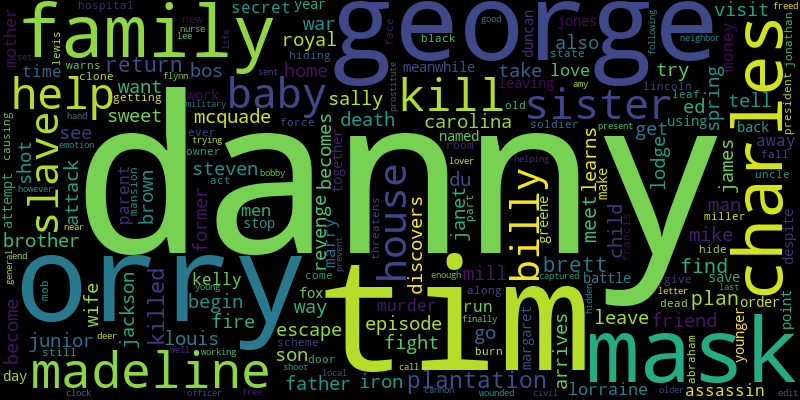 hospital
family
george
secret
year
visit
freed
mother
lewis
new
nurse
lee
life
royal
war
black
also
duncan
jones
president
jonathan
set
time
warns
return
bos
hiding
face
meanwhile
take
good
state
following
neighbor
help
clone
want
getting
work
baby
home
sally
prostitute
kill
leaving
love
old
amy
sister
try
lincoln
leaf
money
spring
tell
charles
causing
see
sweet
mcquade
ever
trying
military
sent
death
carolina
named
soldier
ed
using
get
present
back
away
fall
uncle
slave
emotion
owner
force
becomes
together
danny
attempt
shot
attack
parent
mansion
brown
steven
act
bobby
men
stop
revenge
marry
room
lover
janet
part
du
helping
meet
learns
make
child
francis
lodge
james
man
miller
despite
however
near
brother
former
threatens
house
discovers
billy
greene
mike
hide
orry
end
general
mob
wife
killed
kelly
young
begin
come
prevent
fox
enough
mill
along
brett
captured
battle
hidden
find
give
letter
dead
save
last
plan
order
friend
abraham
younger
point
become
junior
still
jackson
deer
louis
fire
way
escape
murder
episode
tim
run
finally
go
burn
margaret
arrives
leave
mask
day
madeline
well
working
scheme
son
door
shoot
local
fight
call
father
iron
plantation
cannon
wounded
civil
lorraine
older
assassin
edit
clock
officer
free